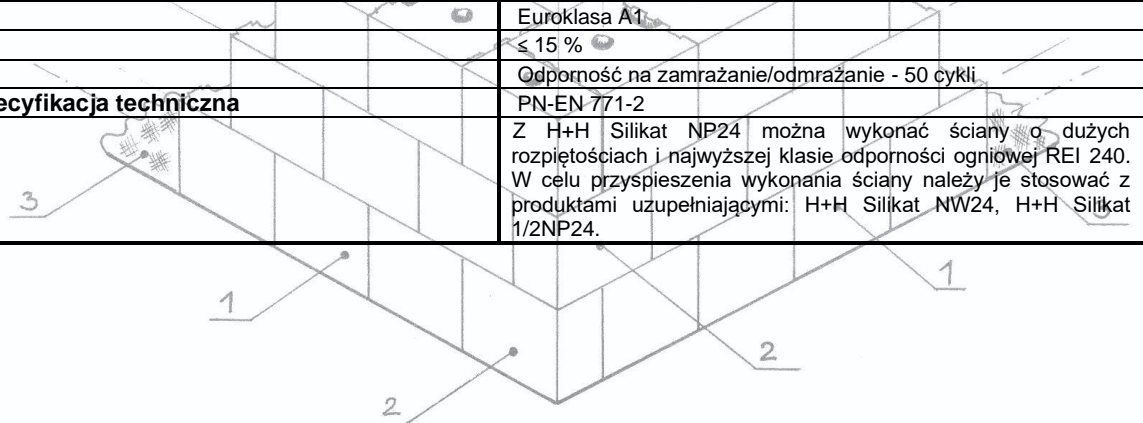 Euroklasa A1
≤ 15 %
Odporność na zamrażanie/odmrażanie - 50 cykli
ecyfikacja techniczna
PN-EN 771-2
Z H+H Silikat NP24 można wykonać ściany o dużych
rozpiętościach i najwyższej klasie odporności ogniowej REI 240.
W celu przyspieszenia wykonania ściany należy je stosować z
produktami uzupełniającymi: H+H Silikat NW24, H+H Silikat
1/2NP24.
3
1
1
2
2